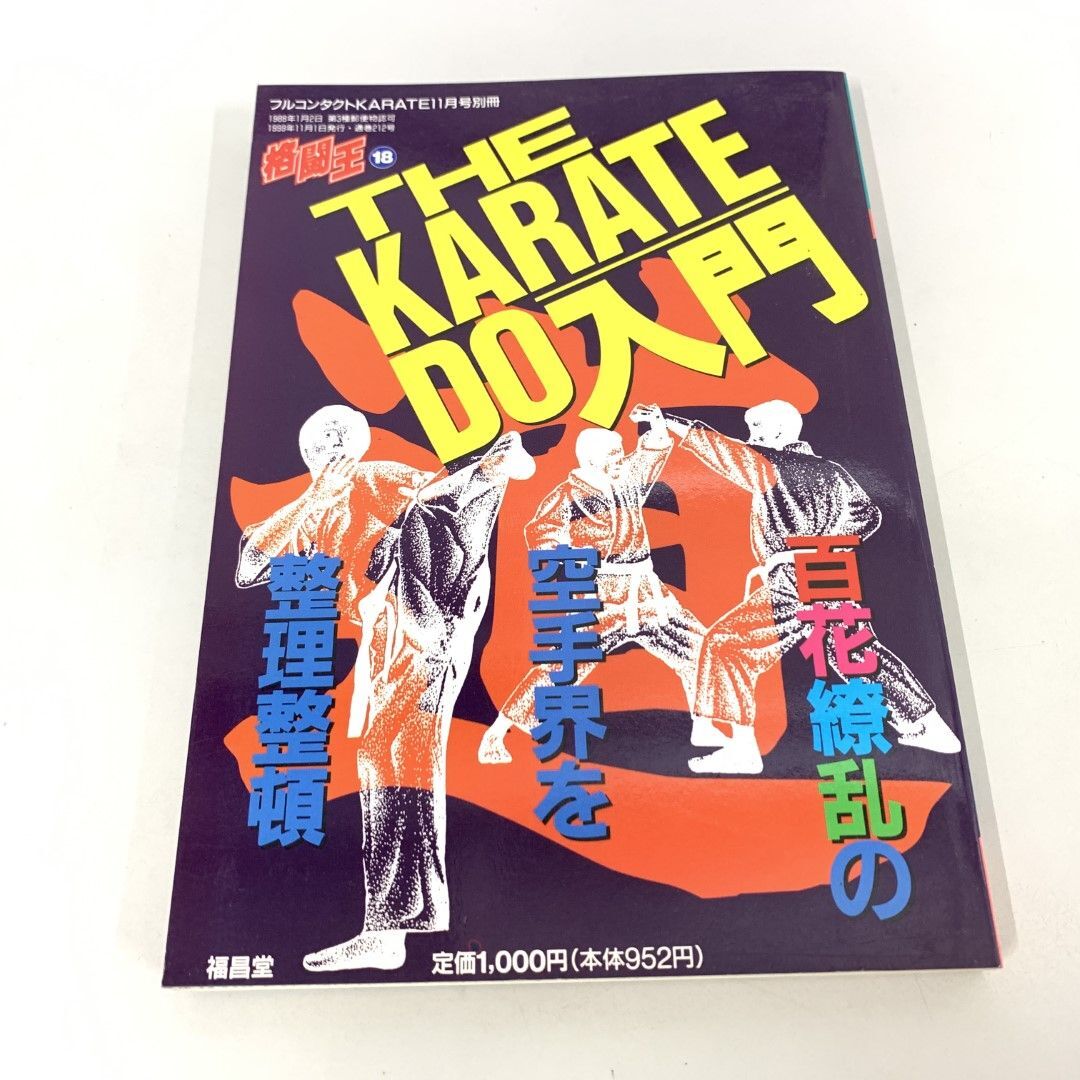 フルコンタクトKARATE11月号別冊
1988年1月2日 第3種郵便物認可
1999年11月1日発行・通巻212号
格闘王 18
THE
KARATE
DO入門
百花繚乱の
空手界を
整理整頓
福昌堂
定価1,000円(本体952円)